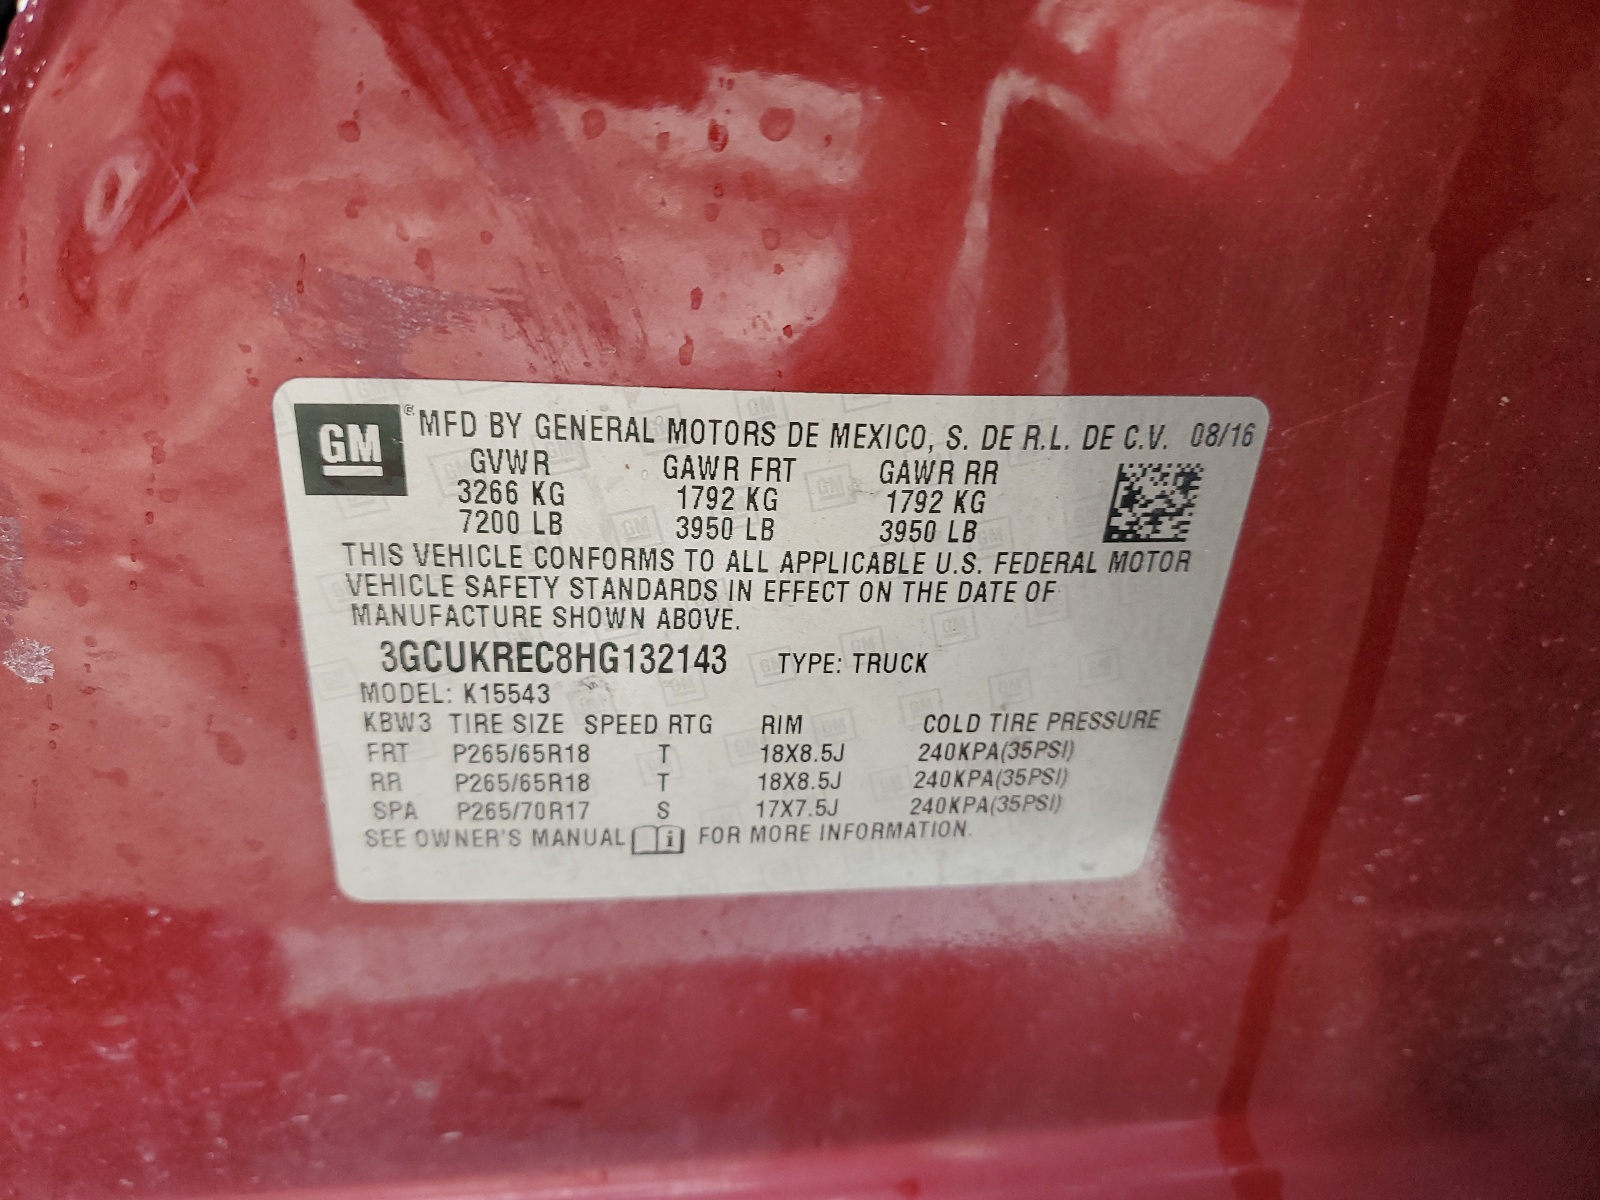 GM ® MFD BY GENERAL MOTORS DE MEXICO, S. DE R.L. DE C.V. 08/16
GVWR GAWR FRT GAWR RR
3266 KG 1792 KG 1792 KG
7200 LB 3950 LB 3950 LB
THIS VEHICLE CONFORMS TO ALL APPLICABLE U.S. FEDERAL MOTOR
VEHICLE SAFETY STANDARDS IN EFFECT ON THE DATE OF
MANUFACTURE SHOWN ABOVE.
3GCUKREC8HG132143 TYPE: TRUCK
MODEL: K15543
KBW3 TIRE SIZE SPEED RTG RIM COLD TIRE PRESSURE
FRT P265/65R18 T 18X8.5J 240KPA(35PSI)
RR P265/65R18 T 18X8.5J 240KPA(35PSI)
SPA P265/70R17 S 17X7.5J 240KPA(35PSI)
SEE OWNER'S MANUAL i FOR MORE INFORMATION.